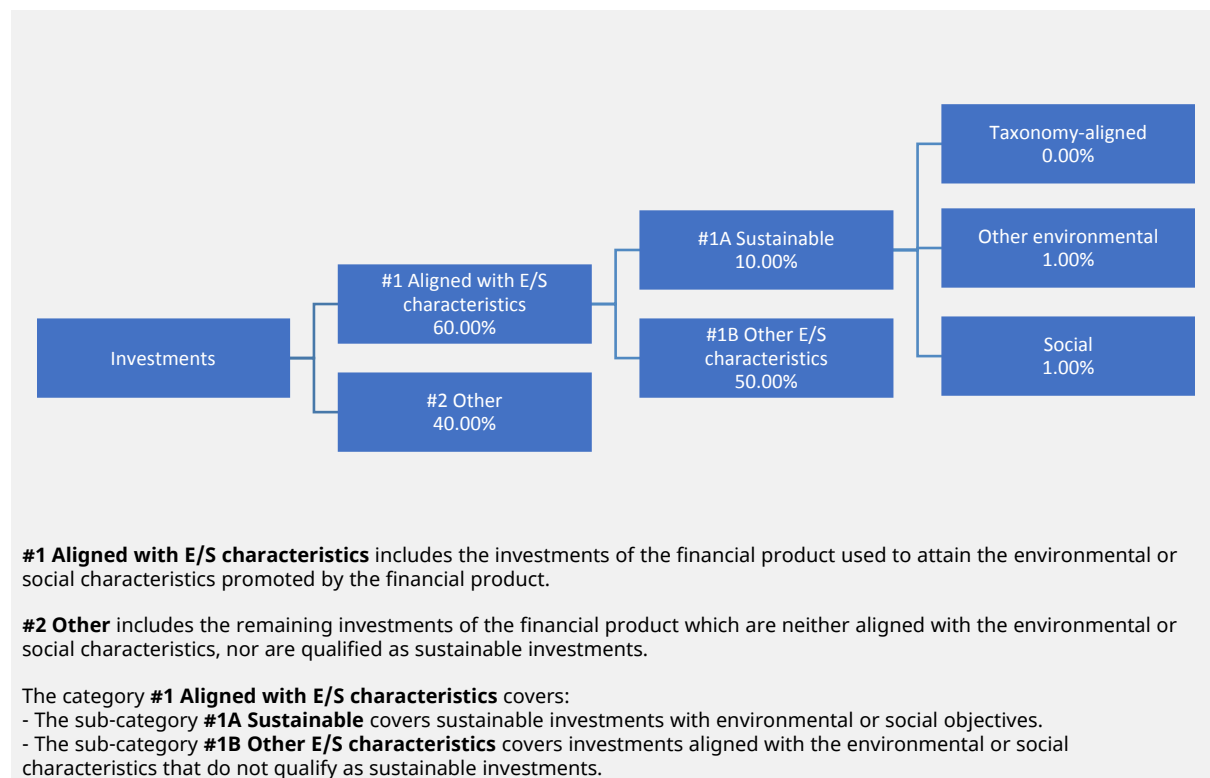 Taxonomy-aligned
0.00%
#1A Sustainable
10.00%
Other environmental
1.00%
#1 Aligned with E/S
characteristics
60.00%
Investments
#1B Other E/S
characteristics
50.00%
Social
1.00%
#2 Other
40.00%
#1 Aligned with E/S characteristics includes the investments of the financial product used to attain the environmental or
social characteristics promoted by the financial product.
#2 Other includes the remaining investments of the financial product which are neither aligned with the environmental or
social characteristics, nor are qualified as sustainable investments.
The category #1 Aligned with E/S characteristics covers:
- The sub-category #1A Sustainable covers sustainable investments with environmental or social objectives.
- The sub-category #1B Other E/S characteristics covers investments aligned with the environmental or social
characteristics that do not qualify as sustainable investments.